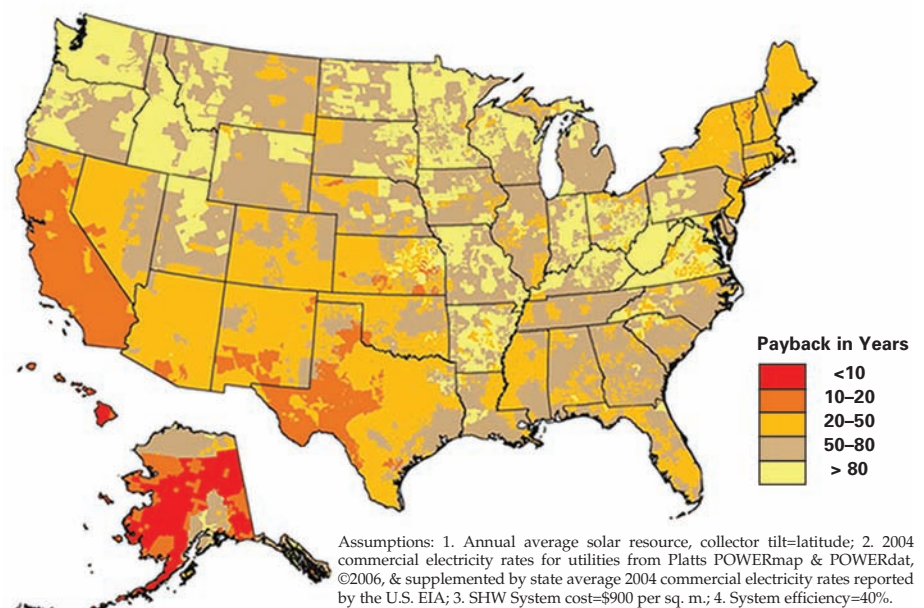 Payback in Years
<10
10–20
20–50
50–80
> 80
Assumptions: 1. Annual average solar resource, collector tilt=latitude; 2. 2004
commercial electricity rates for utilities from Platts POWERmap & POWERdat,
©2006, & supplemented by state average 2004 commercial electricity rates reported
by the U.S. EIA; 3. SHW System cost=$900 per sq. m.; 4. System efficiency=40%.